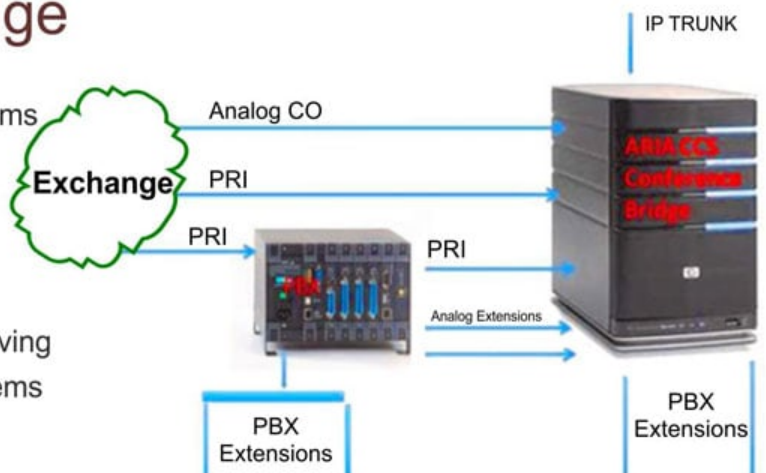 ge
IP TRUNK
ms
Analog CO
ARIA CCS
Exchange
PRI
Conference
Bridge
PRI
PRI
PBX
Analog Extensions
ving
ems
PBX
Extensions
PBX
Extensions
hp